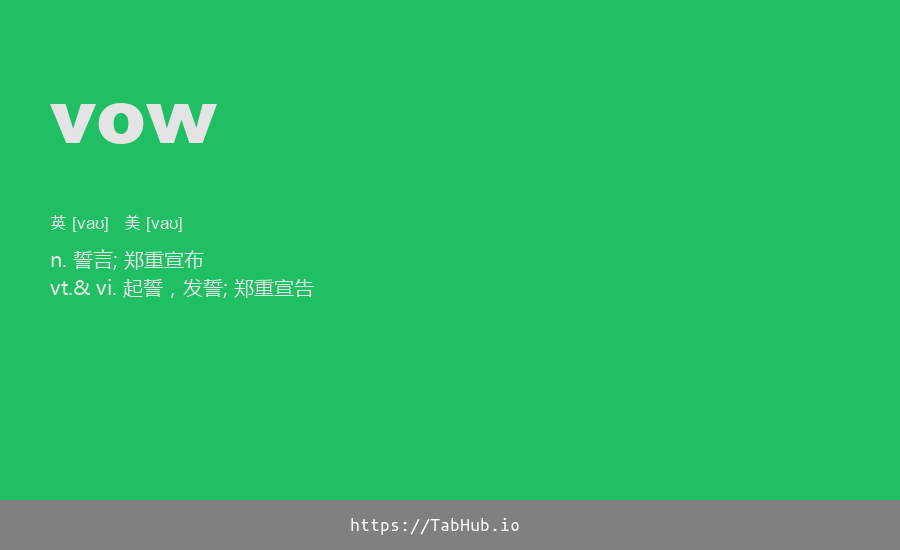 vow
英 [vaʊ] 美 [vaʊ]
n. 誓言; 郑重宣布
vt.& vi. 起誓，发誓; 郑重宣告
https://TabHub.io